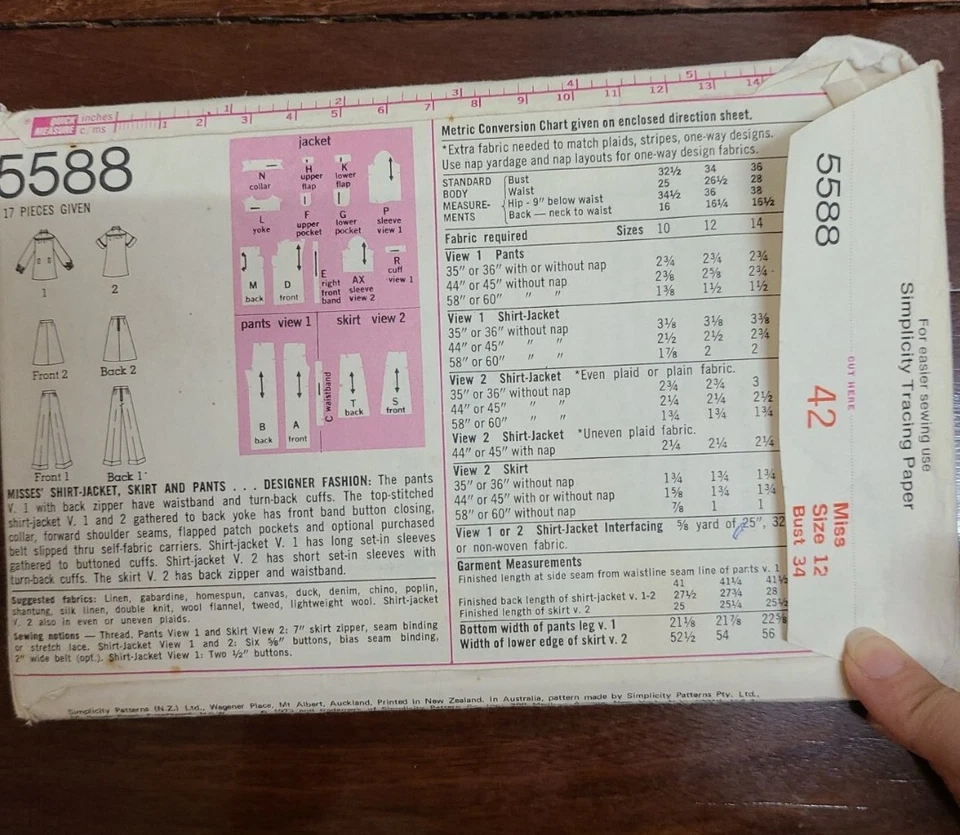 QUICK inches
MEASURE c/ms
1 2 3 4 5
1 2 3 4 5 6 7 8 9 10 11 12 13 14
5588
17 PIECES GIVEN
1 2
Front 2 Back 2
Front 1 Back 1
jacket
N collar
H upper flap
K lower flap
L yoke
F upper pocket
G lower pocket
P sleeve view 1
M back
D front
E right front band
AX sleeve view 2
R cuff view 1
pants view 1 skirt view 2
B back
A front
C waistband
T back
S front
MISSES' SHIRT-JACKET, SKIRT AND PANTS . . . DESIGNER FASHION: The pants
V. 1 with back zipper have waistband and turn-back cuffs. The top-stitched
shirt-jacket V. 1 and 2 gathered to back yoke has front band button closing,
collar, forward shoulder seams, flapped patch pockets and optional purchased
belt slipped thru self-fabric carriers. Shirt-jacket V. 1 has long set-in sleeves
gathered to buttoned cuffs. Shirt-jacket V. 2 has short set-in sleeves with
turn-back cuffs. The skirt V. 2 has back zipper and waistband.
Suggested fabrics: Linen, gabardine, homespun, canvas, duck, denim, chino, poplin,
shantung, silk linen, double knit, wool flannel, tweed, lightweight wool. Shirt-jacket
V. 2 also in even or uneven plaids.
Sewing notions — Thread. Pants View 1 and Skirt View 2: 7" skirt zipper, seam binding
or stretch lace. Shirt-Jacket View 1 and 2: Six ⅝" buttons, bias seam binding,
2" wide belt (opt.). Shirt-Jacket View 1: Two ½" buttons.
Metric Conversion Chart given on enclosed direction sheet.
*Extra fabric needed to match plaids, stripes, one-way designs.
Use nap yardage and nap layouts for one-way design fabrics.
STANDARD BODY MEASURE- MENTS
Bust 32½ 34 36
Waist 25 26½ 28
Hip - 9" below waist 34½ 36 38
Back — neck to waist 16 16¼ 16½
Fabric required Sizes 10 12 14
View 1 Pants
35" or 36" with or without nap 2¾ 2¾ 2¾
44" or 45" without nap 2⅜ 2⅝ 2¾
58" or 60" " " 1⅜ 1½ 1½
View 1 Shirt-Jacket
35" or 36" without nap 3⅛ 3⅛ 3⅜
44" or 45" " " 2½ 2½ 2¾
58" or 60" " " 1⅞ 2 2
View 2 Shirt-Jacket *Even plaid or plain fabric.
35" or 36" without nap 2¾ 2¾ 3
44" or 45" " " 2¼ 2¼ 2½
58" or 60" " " 1¾ 1¾ 1¾
View 2 Shirt-Jacket *Uneven plaid fabric.
44" or 45" with nap 2¼ 2¼ 2¼
View 2 Skirt
35" or 36" without nap 1¾ 1¾ 1¾
44" or 45" with or without nap 1⅝ 1¾ 1¾
58" or 60" without nap ⅞ 1 1
View 1 or 2 Shirt-Jacket Interfacing ⅝ yard of 25", 32
or non-woven fabric.
Garment Measurements
Finished length at side seam from waistline seam line of pants v. 1
41 41¼ 41½
Finished back length of shirt-jacket v. 1-2 27½ 27¾ 28
Finished length of skirt v. 2 25 25¼ 25½
Bottom width of pants leg v. 1 21⅛ 21⅞ 22⅝
Width of lower edge of skirt v. 2 52½ 54 56
Simplicity Patterns (N.Z.) Ltd., Wagener Place, Mt Albert, Auckland. Printed in New Zealand. In Australia, pattern made by Simplicity Patterns Pty. Ltd.,
5588
CUT HERE
42
Miss
Size 12
Bust 34
For easier sewing use
Simplicity Tracing Paper